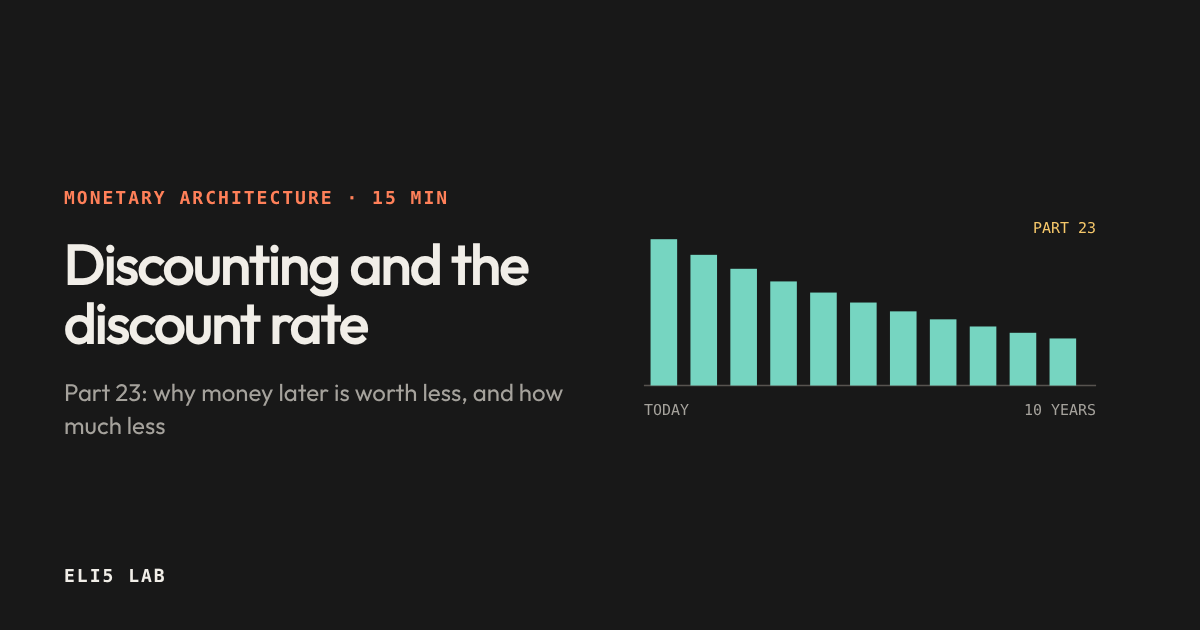 MONETARY ARCHITECTURE · 15 MIN
Discounting and the
discount rate
Part 23: why money later is worth less, and how
much less
PART 23
TODAY
10 YEARS
ELI5 LAB